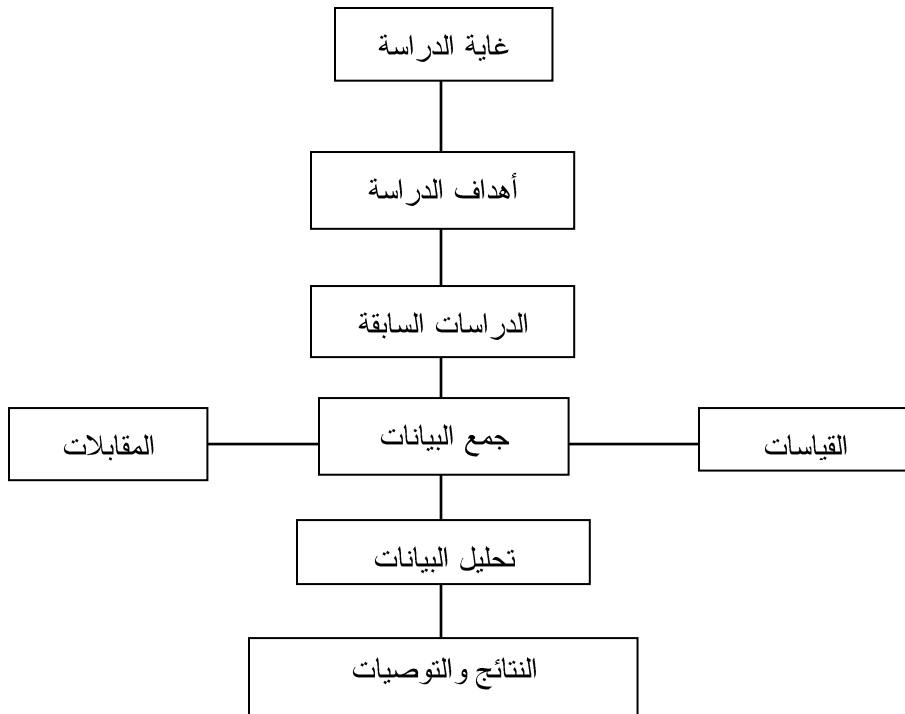 غاية الدراسة
أهداف الدراسة
الدراسات السابقة
القياسات
جمع البيانات
المقابلات
تحليل البيانات
النتائج والتوصيات